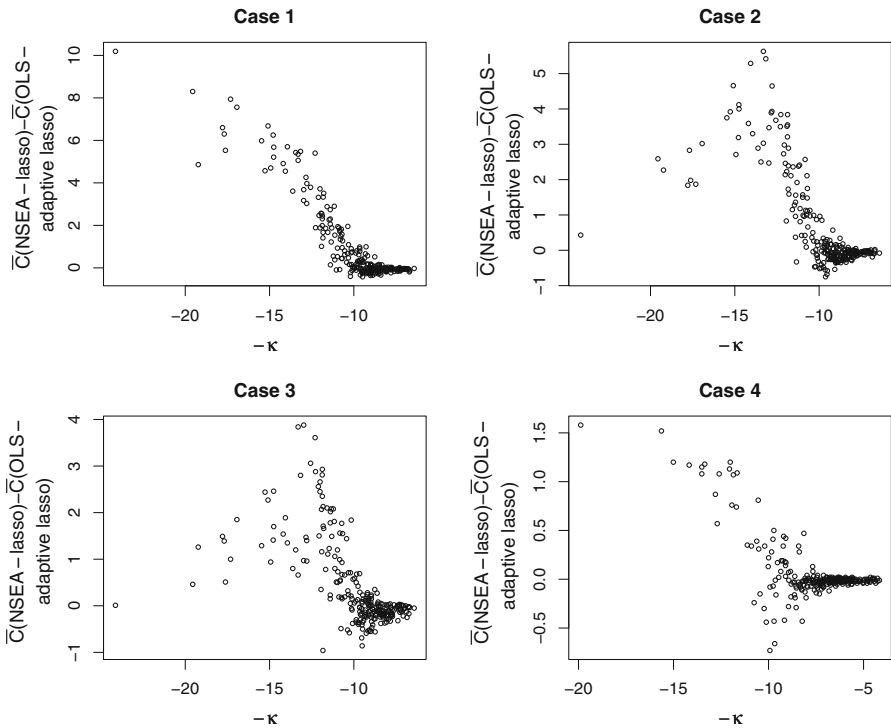 Case 1
C̅(NSEA−lasso)−C̅(OLS−
adaptive lasso)
10
8
6
4
2
0
−20
−15
−10
−κ
Case 2
C̅(NSEA−lasso)−C̅(OLS−
adaptive lasso)
5
4
3
2
1
0
−1
−20
−15
−10
−κ
Case 3
C̅(NSEA−lasso)−C̅(OLS−
adaptive lasso)
4
3
2
1
0
−1
−20
−15
−10
−κ
Case 4
C̅(NSEA−lasso)−C̅(OLS−
adaptive lasso)
1.5
1.0
0.5
0.0
−0.5
−20
−15
−10
−5
−κ